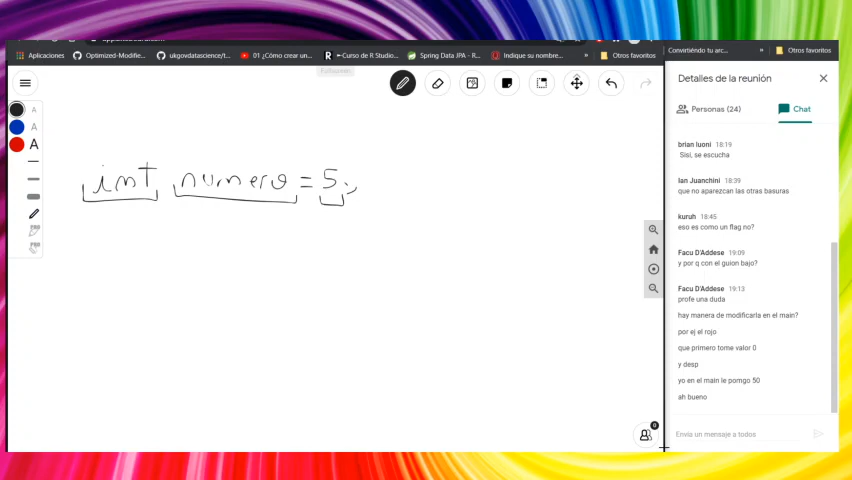 Aplicaciones
Optimized-Modifie...
ukgovdatascience/t...
01 ¿Cómo crear un...
R ←Curso de R Studio...
Spring Data JPA - R...
Indique su nombre...
»
Otros favoritos
Convirtiéndo tu arc...
»
Otros favoritos
A
A
A
int numero = 5;
Detalles de la reunión
Personas (24)
Chat
brian luoni 18:19
Sisi, se escucha
Ian Juanchini 18:39
que no aparezcan las otras basuras
kuruh 18:45
eso es como un flag no?
Facu D'Addese 19:09
y por q con el guion bajo?
Facu D'Addese 19:13
profe una duda
hay manera de modificarla en el main?
por ej el rojo
que primero tome valor 0
y desp
yo en el main le pomgo 50
ah bueno
Envía un mensaje a todos
0